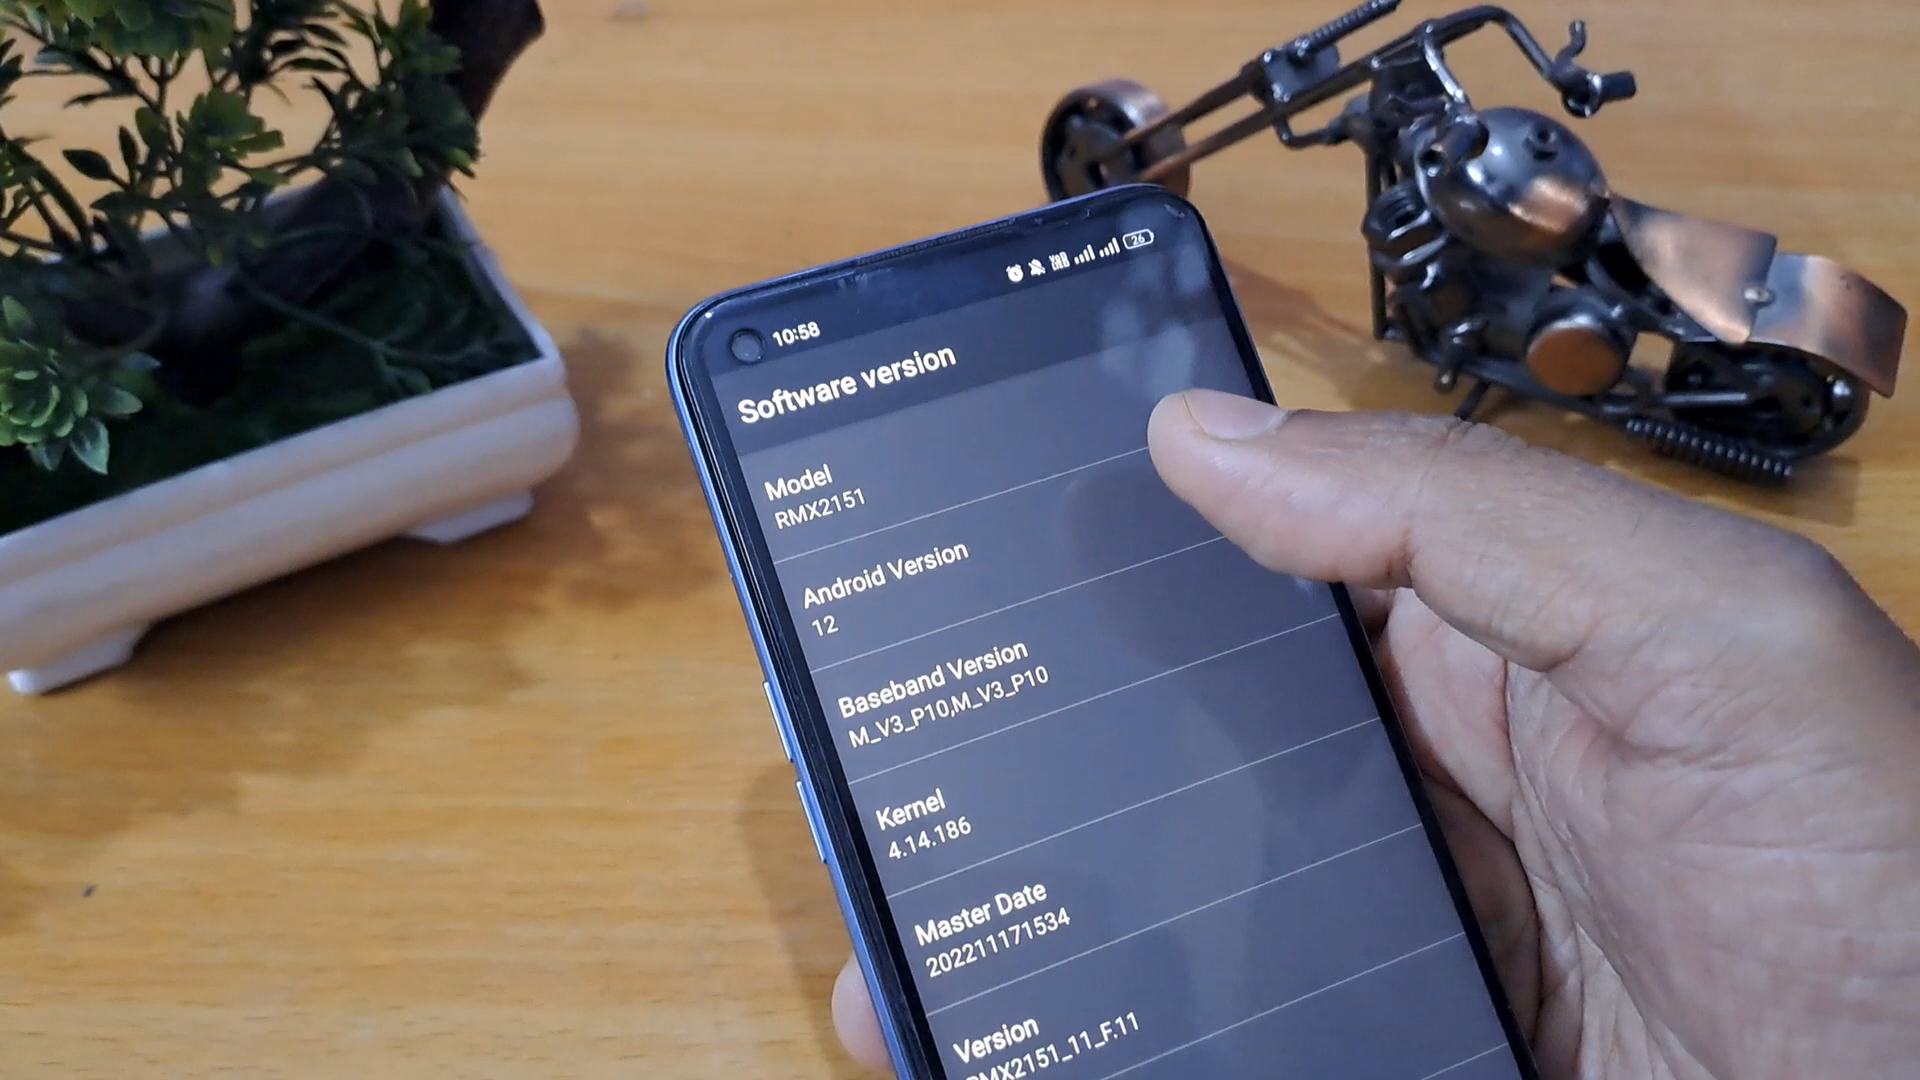 10:58
26
Software version
Model
RMX2151
Android Version
12
Baseband Version
M_V3_P10,M_V3_P10
Kernel
4.14.186
Master Date
202211171534
Version
RMX2151_11_F.11